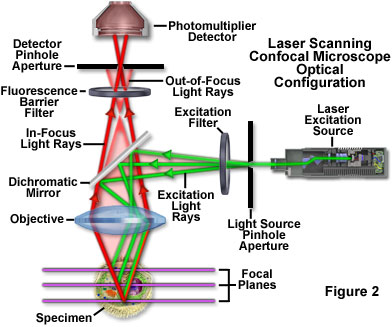 Photomultiplier
Detector
Laser Scanning
Confocal Microscope
Optical
Configuration
Detector
Pinhole
Aperture
Out-of-Focus
Light Rays
Fluorescence
Barrier
Filter
Excitation
Filter
Laser
Excitation
Source
In-Focus
Light Rays
Dichromatic
Mirror
Excitation
Light
Rays
Objective
Light Source
Pinhole
Aperture
Focal
Planes
Figure 2
Specimen